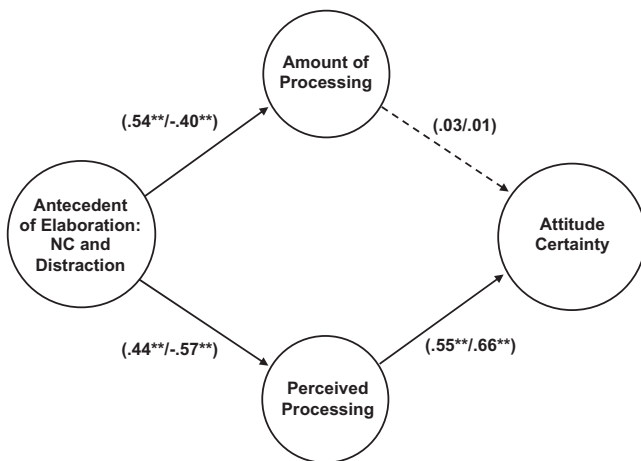 Amount of
Processing
(.54**/-.40**)
(.03/.01)
Antecedent
of Elaboration:
NC and
Distraction
Attitude
Certainty
(.44**/-.57**)
(.55**/.66**)
Perceived
Processing